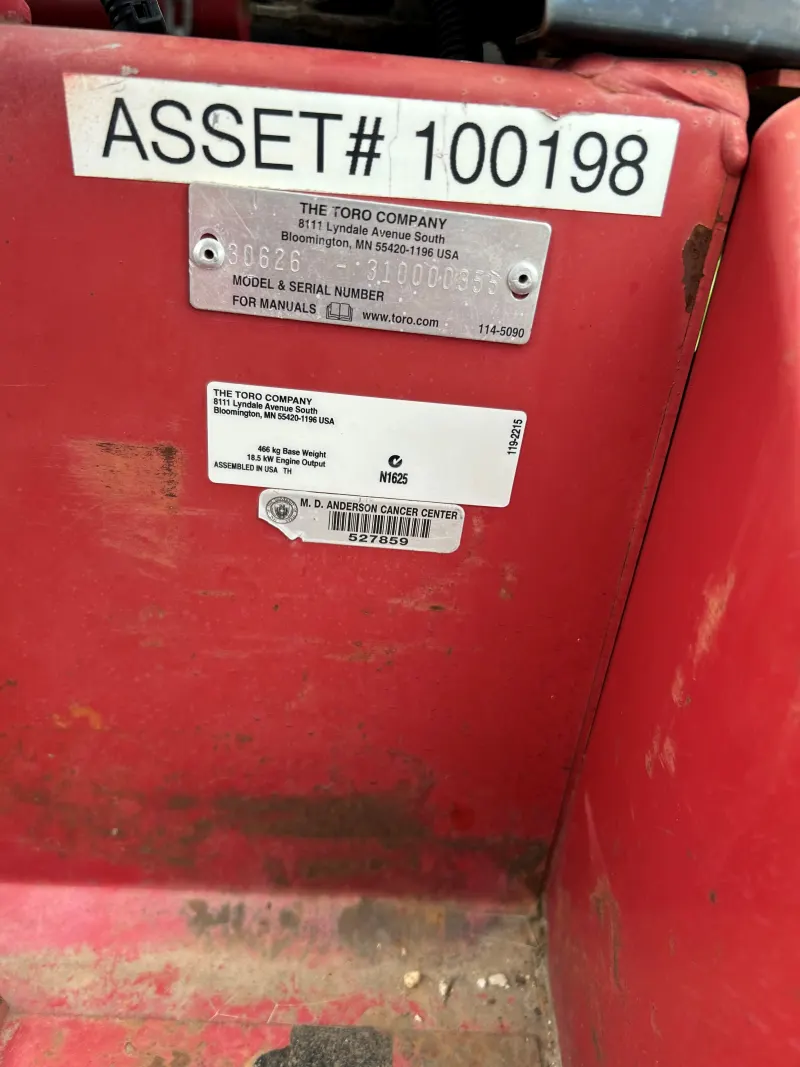 ASSET# 100198
THE TORO COMPANY
8111 Lyndale Avenue South
Bloomington, MN 55420-1196 USA
30626 -
MODEL & SERIAL NUMBER
FOR MANUALS www.toro.com
114-5090
THE TORO COMPANY
8111 Lyndale Avenue South
Bloomington, MN 55420-1196 USA
466 kg Base Weight
18.5 kW Engine Output
ASSEMBLED IN USA TH
N1625
119-2215
M. D. ANDERSON CANCER CENTER
527859